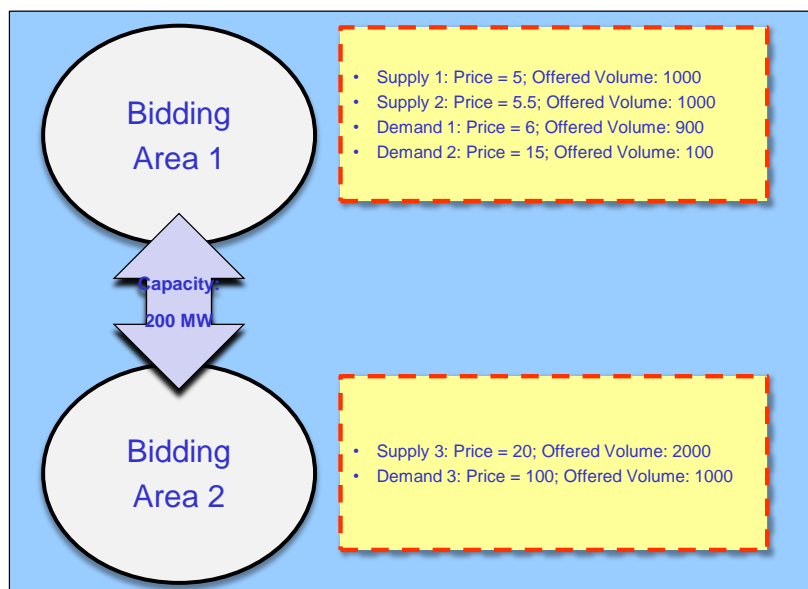 Bidding
Area 1
• Supply 1: Price = 5; Offered Volume: 1000
• Supply 2: Price = 5.5; Offered Volume: 1000
• Demand 1: Price = 6; Offered Volume: 900
• Demand 2: Price = 15; Offered Volume: 100
Capacity:
200 MW
Bidding
Area 2
• Supply 3: Price = 20; Offered Volume: 2000
• Demand 3: Price = 100; Offered Volume: 1000